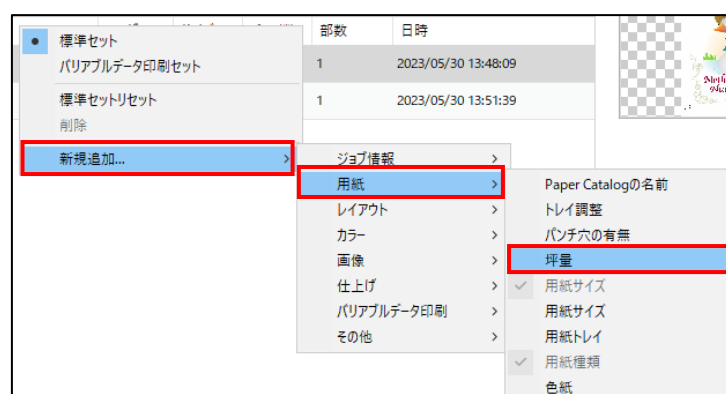 部数 日時
標準セット
バリアブルデータ印刷セット
1 2023/05/30 13:48:09
標準セットリセット
1 2023/05/30 13:51:39
削除
新規追加...
ジョブ情報
用紙
Paper Catalogの名前
レイアウト
トレイ調整
カラー
パンチ穴の有無
画像
坪量
仕上げ
用紙サイズ
バリアブルデータ印刷
用紙サイズ
その他
用紙トレイ
用紙種類
色紙